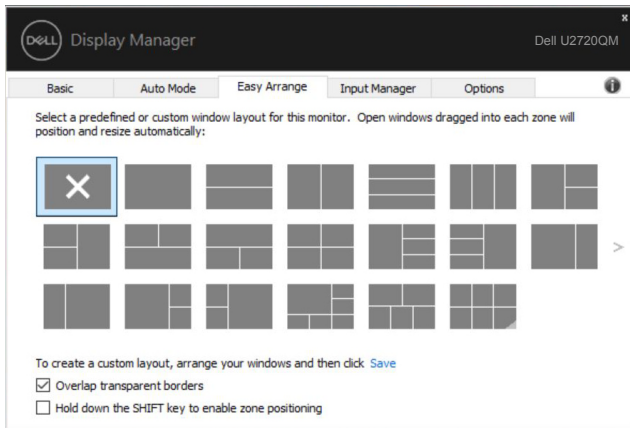 x
DELL Display Manager
Dell U2720QM
Basic Auto Mode Easy Arrange Input Manager Options i
Select a predefined or custom window layout for this monitor. Open windows dragged into each zone will
position and resize automatically:
>
To create a custom layout, arrange your windows and then click Save
Overlap transparent borders
Hold down the SHIFT key to enable zone positioning